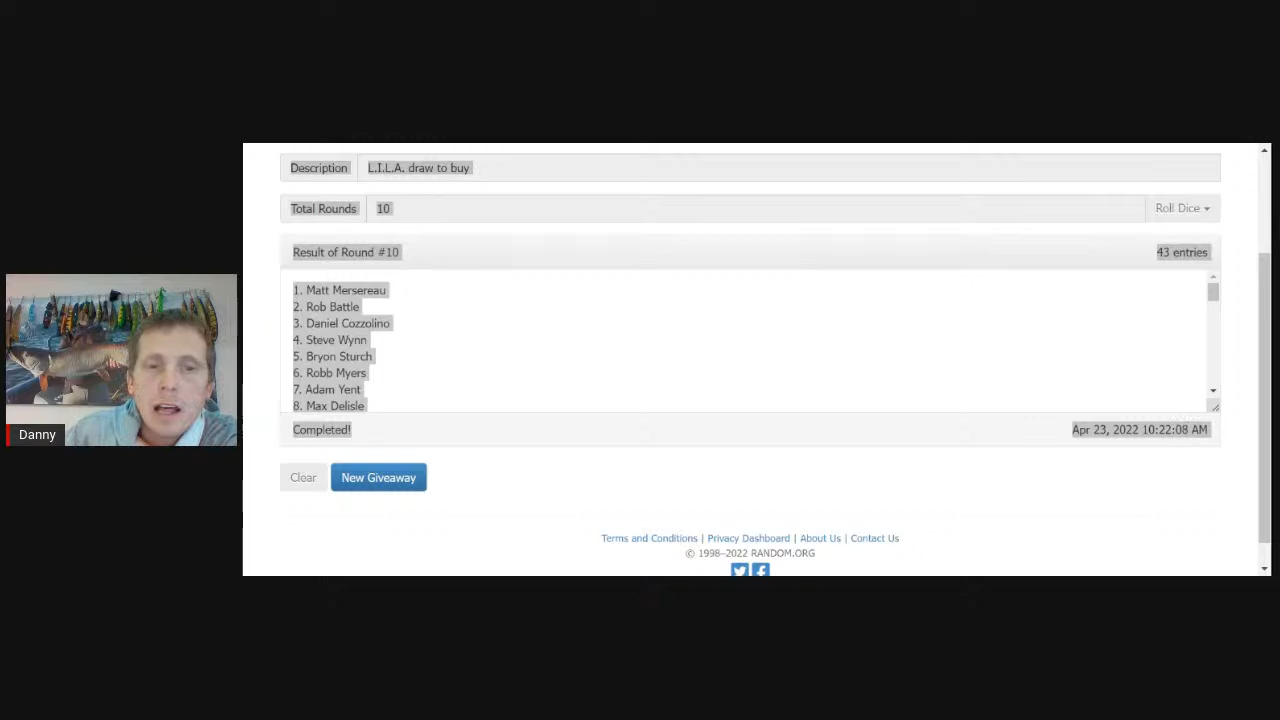 Description L.I.L.A. draw to buy
Total Rounds 10 Roll Dice
Result of Round #10 43 entries
1. Matt Mersereau
2. Rob Battle
3. Daniel Cozzolino
4. Steve Wynn
5. Bryon Sturch
6. Robb Myers
7. Adam Yent
8. Max Delisle
Danny
Completed! Apr 23, 2022 10:22:08 AM
Clear New Giveaway
Terms and Conditions | Privacy Dashboard | About Us | Contact Us
© 1998–2022 RANDOM.ORG